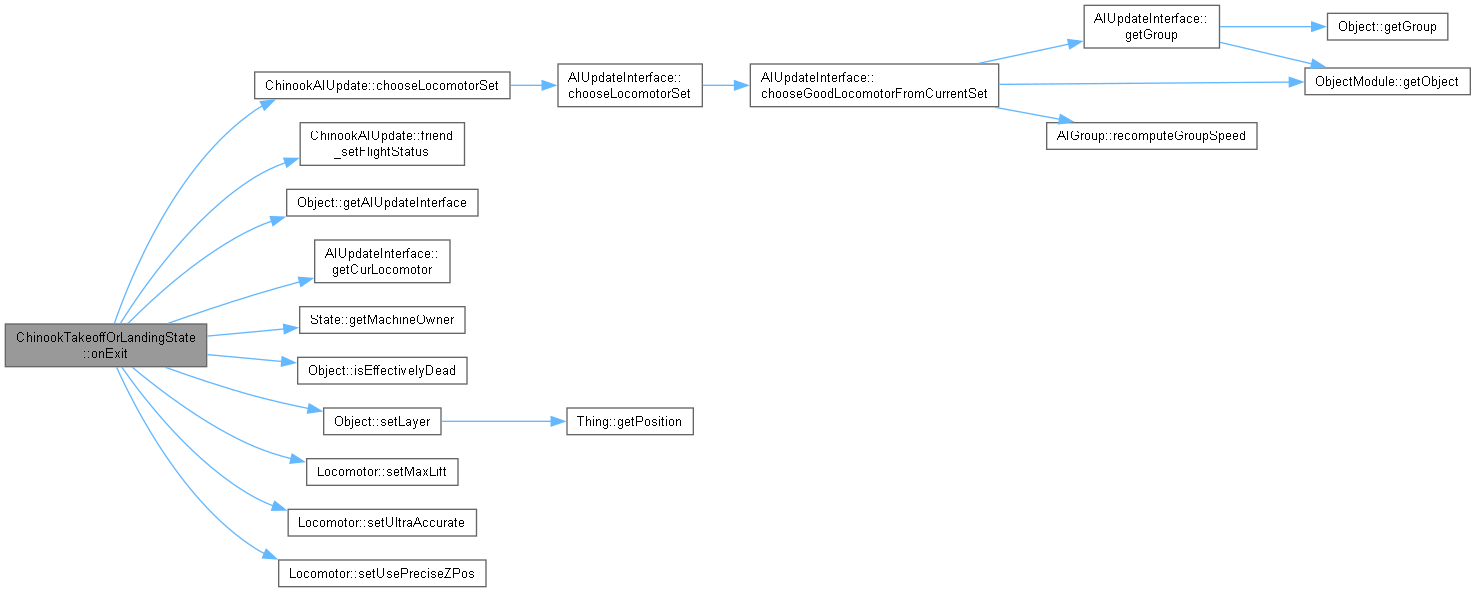 AIUpdateInterface::
getGroup
Object::getGroup
ChinookAIUpdate::chooseLocomotorSet
AIUpdateInterface::
chooseLocomotorSet
AIUpdateInterface::
chooseGoodLocomotorFromCurrentSet
ObjectModule::getObject
ChinookAIUpdate::friend
_setFlightStatus
AIGroup::recomputeGroupSpeed
Object::getAIUpdateInterface
AIUpdateInterface::
getCurLocomotor
State::getMachineOwner
ChinookTakeoffOrLandingState
::onExit
Object::isEffectivelyDead
Object::setLayer
Thing::getPosition
Locomotor::setMaxLift
Locomotor::setUltraAccurate
Locomotor::setUsePreciseZPos